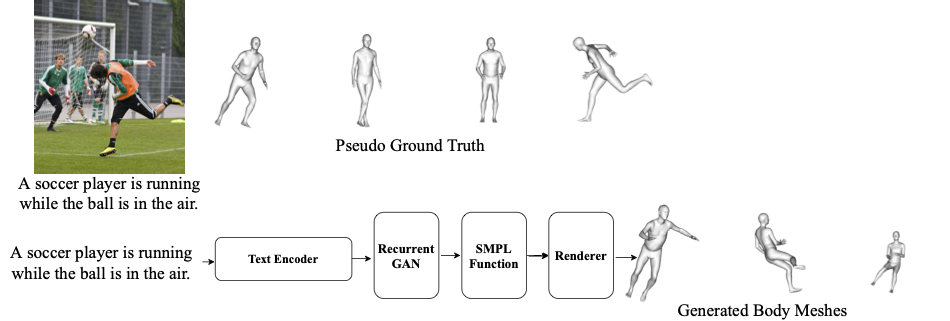 Pseudo Ground Truth
A soccer player is running
while the ball is in the air.
A soccer player is running
while the ball is in the air.
Text Encoder
Recurrent
GAN
SMPL
Function
Renderer
Generated Body Meshes